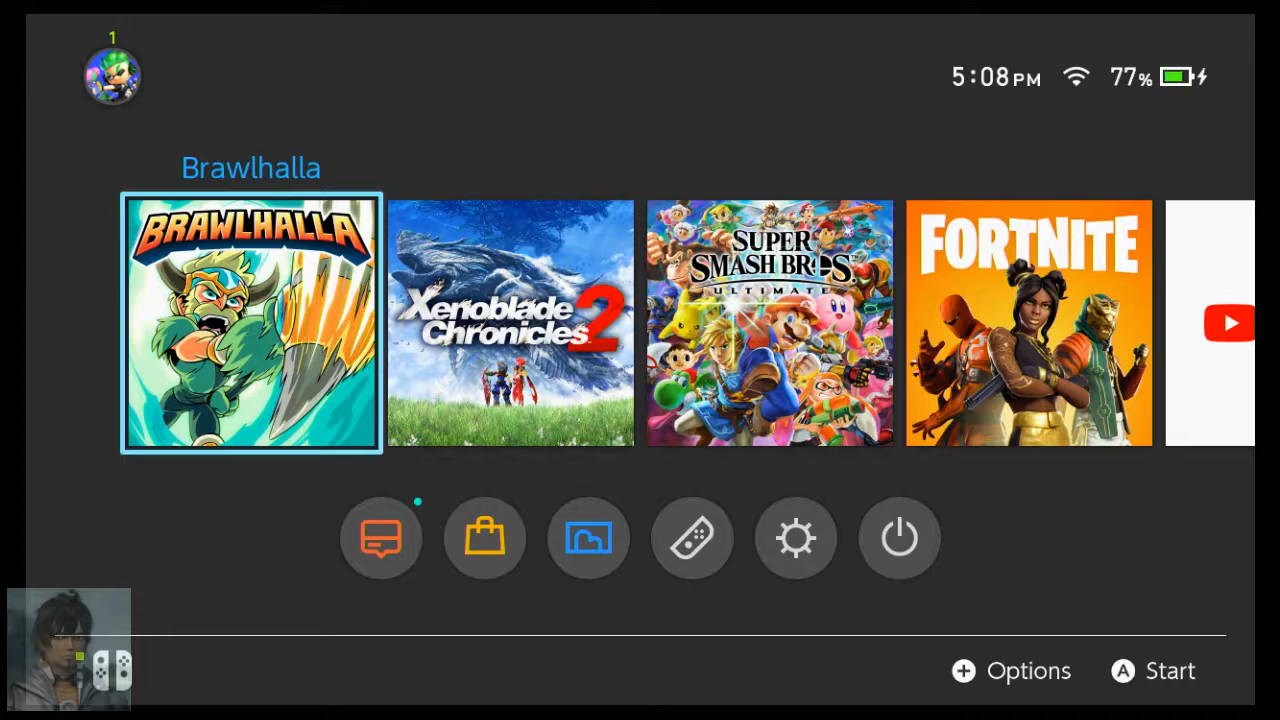 1
5:08PM 77%
Brawlhalla
BRAWLHALLA
Xenoblade
Chronicles 2
SUPER
SMASH BROS.
ULTIMATE
FORTNITE
+ Options A Start